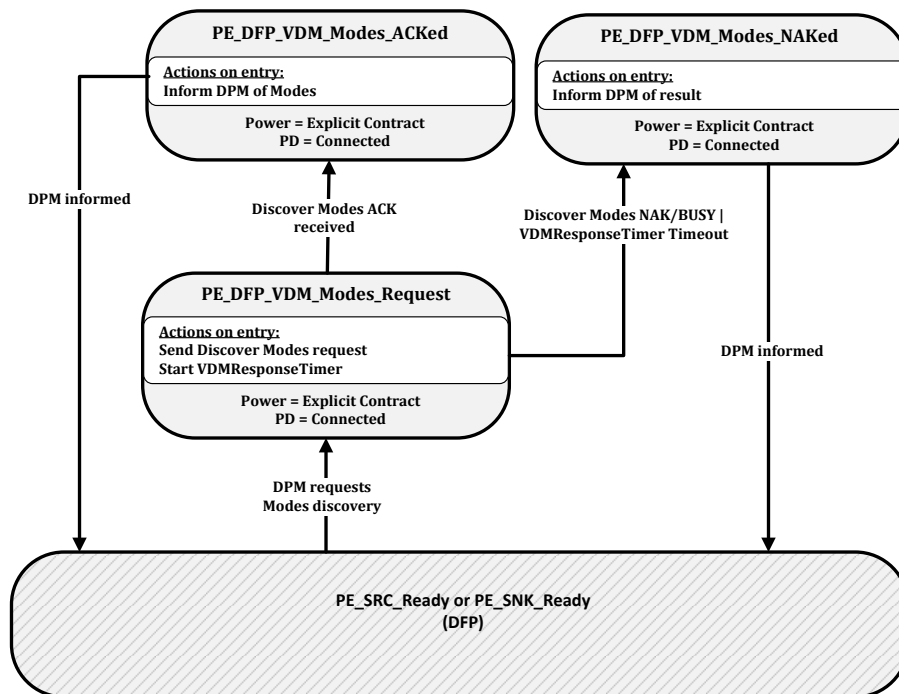 PE_DFP_VDM_Modes_ACKed
Actions on entry:
Inform DPM of Modes
Power = Explicit Contract
PD = Connected
PE_DFP_VDM_Modes_NAKed
Actions on entry:
Inform DPM of result
Power = Explicit Contract
PD = Connected
DPM informed
Discover Modes ACK
received
Discover Modes NAK/BUSY |
VDMResponseTimer Timeout
PE_DFP_VDM_Modes_Request
Actions on entry:
Send Discover Modes request
Start VDMResponseTimer
Power = Explicit Contract
PD = Connected
DPM informed
DPM requests
Modes discovery
PE_SRC_Ready or PE_SNK_Ready
(DFP)